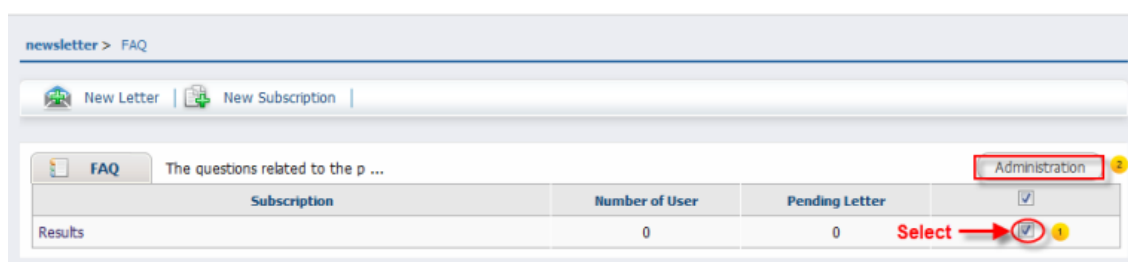 newsletter > FAQ
New Letter | New Subscription |
FAQ The questions related to the p ... Administration 2
Subscription Number of User Pending Letter
Results 0 0 Select 1